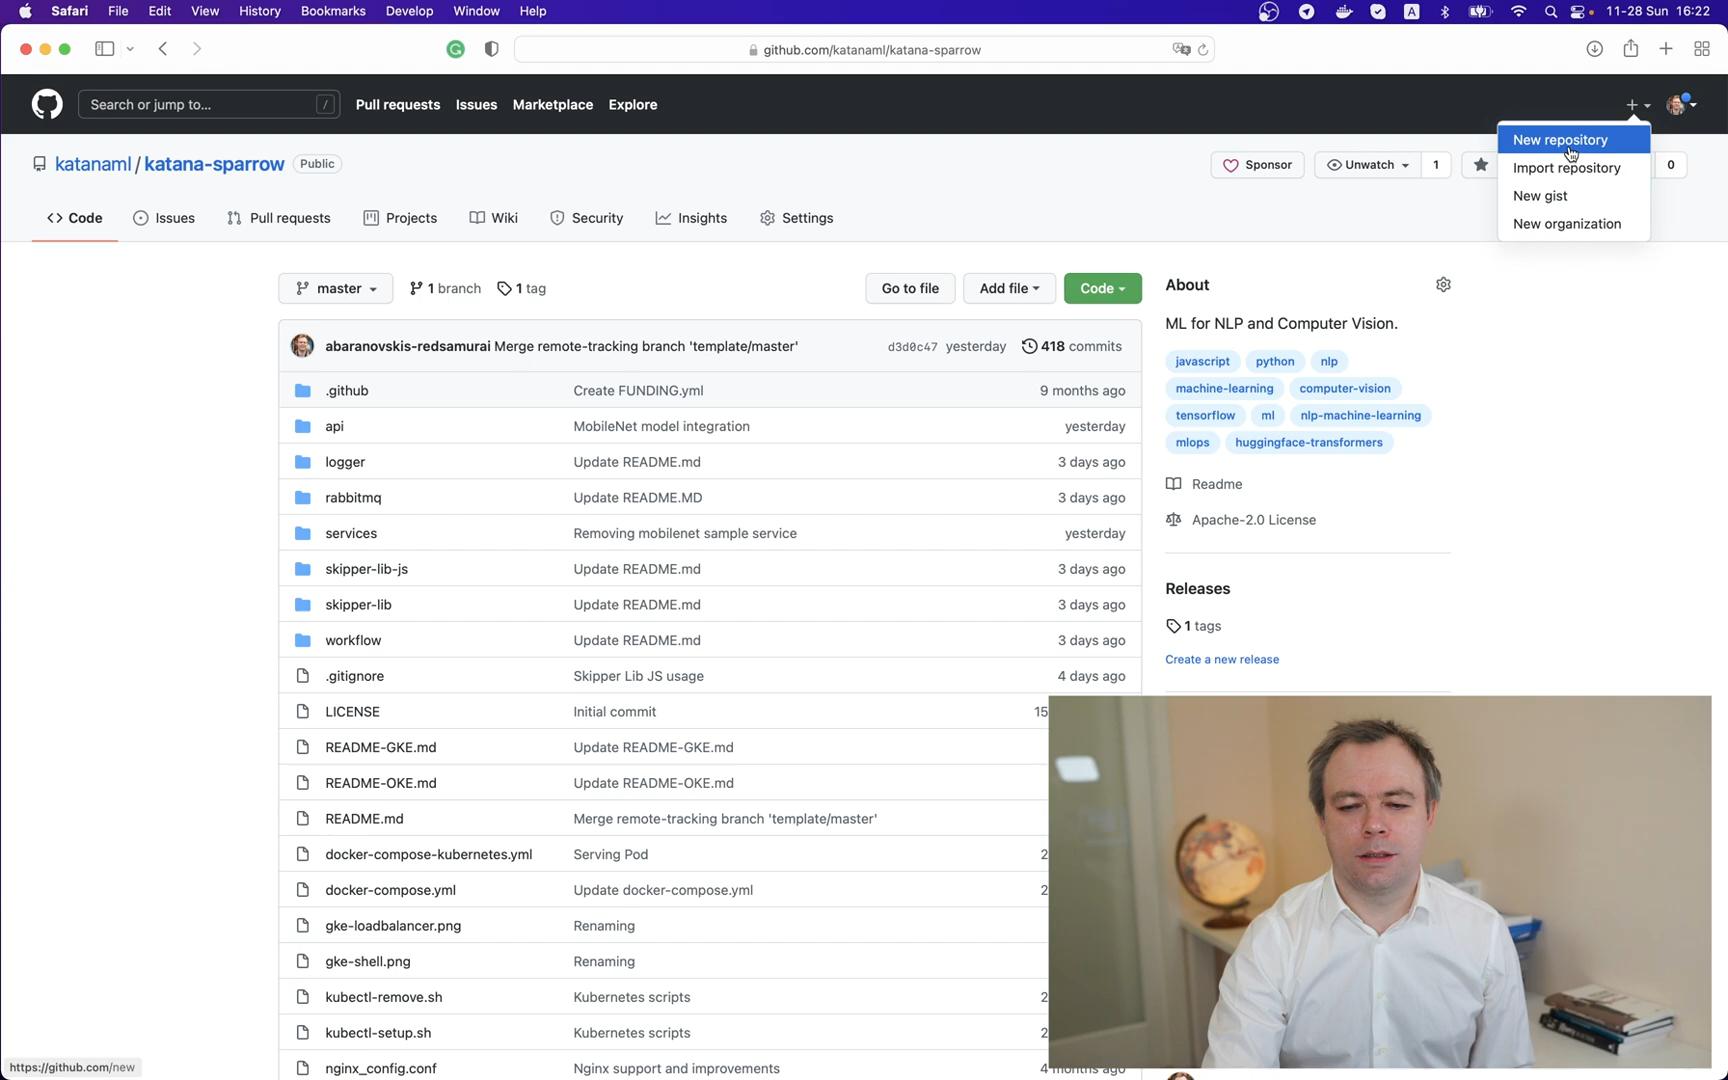 Safari File Edit View History Bookmarks Develop Window Help A 11-28 Sun 16:22
G github.com/katanaml/katana-sparrow
Search or jump to... / Pull requests Issues Marketplace Explore
New repository
Import repository
New gist
New organization
katanaml / katana-sparrow Public Sponsor Unwatch 1 0
Code Issues Pull requests Projects Wiki Security Insights Settings
master 1 branch 1 tag Go to file Add file Code
abaranovskis-redsamurai Merge remote-tracking branch 'template/master' d3d0c47 yesterday 418 commits
.github Create FUNDING.yml 9 months ago
api MobileNet model integration yesterday
logger Update README.md 3 days ago
rabbitmq Update README.MD 3 days ago
services Removing mobilenet sample service yesterday
skipper-lib-js Update README.md 3 days ago
skipper-lib Update README.md 3 days ago
workflow Update README.md 3 days ago
.gitignore Skipper Lib JS usage 4 days ago
LICENSE Initial commit 15
README-GKE.md Update README-GKE.md
README-OKE.md Update README-OKE.md
README.md Merge remote-tracking branch 'template/master'
docker-compose-kubernetes.yml Serving Pod 2
docker-compose.yml Update docker-compose.yml 2
gke-loadbalancer.png Renaming
gke-shell.png Renaming
kubectl-remove.sh Kubernetes scripts 2
kubectl-setup.sh Kubernetes scripts 2
nginx_config.conf Nginx support and improvements 4 months ago
About
ML for NLP and Computer Vision.
javascript python nlp
machine-learning computer-vision
tensorflow ml nlp-machine-learning
mlops huggingface-transformers
Readme
Apache-2.0 License
Releases
1 tags
Create a new release
https://github.com/new